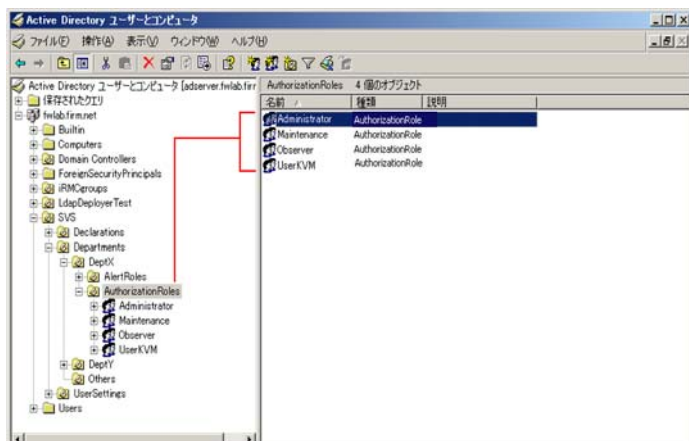 Active Directory ユーザーとコンピュータ
ファイル(F) 操作(A) 表示(V) ウィンドウ(W) ヘルプ(H)
Active Directory ユーザーとコンピュータ [adserver.fwlab.firr
保存されたクエリ
fwlab.firm.net
Builtin
Computers
Domain Controllers
ForeignSecurityPrincipals
iRMCgroups
LdapDeployerTest
SVS
Declarations
Departments
DeptX
AlertRoles
AuthorizationRoles
Administrator
Maintenance
Observer
UserKVM
DeptY
Others
UserSettings
Users
AuthorizationRoles 4 個のオブジェクト
名前 種類 説明
Administrator AuthorizationRole
Maintenance AuthorizationRole
Observer AuthorizationRole
UserKVM AuthorizationRole